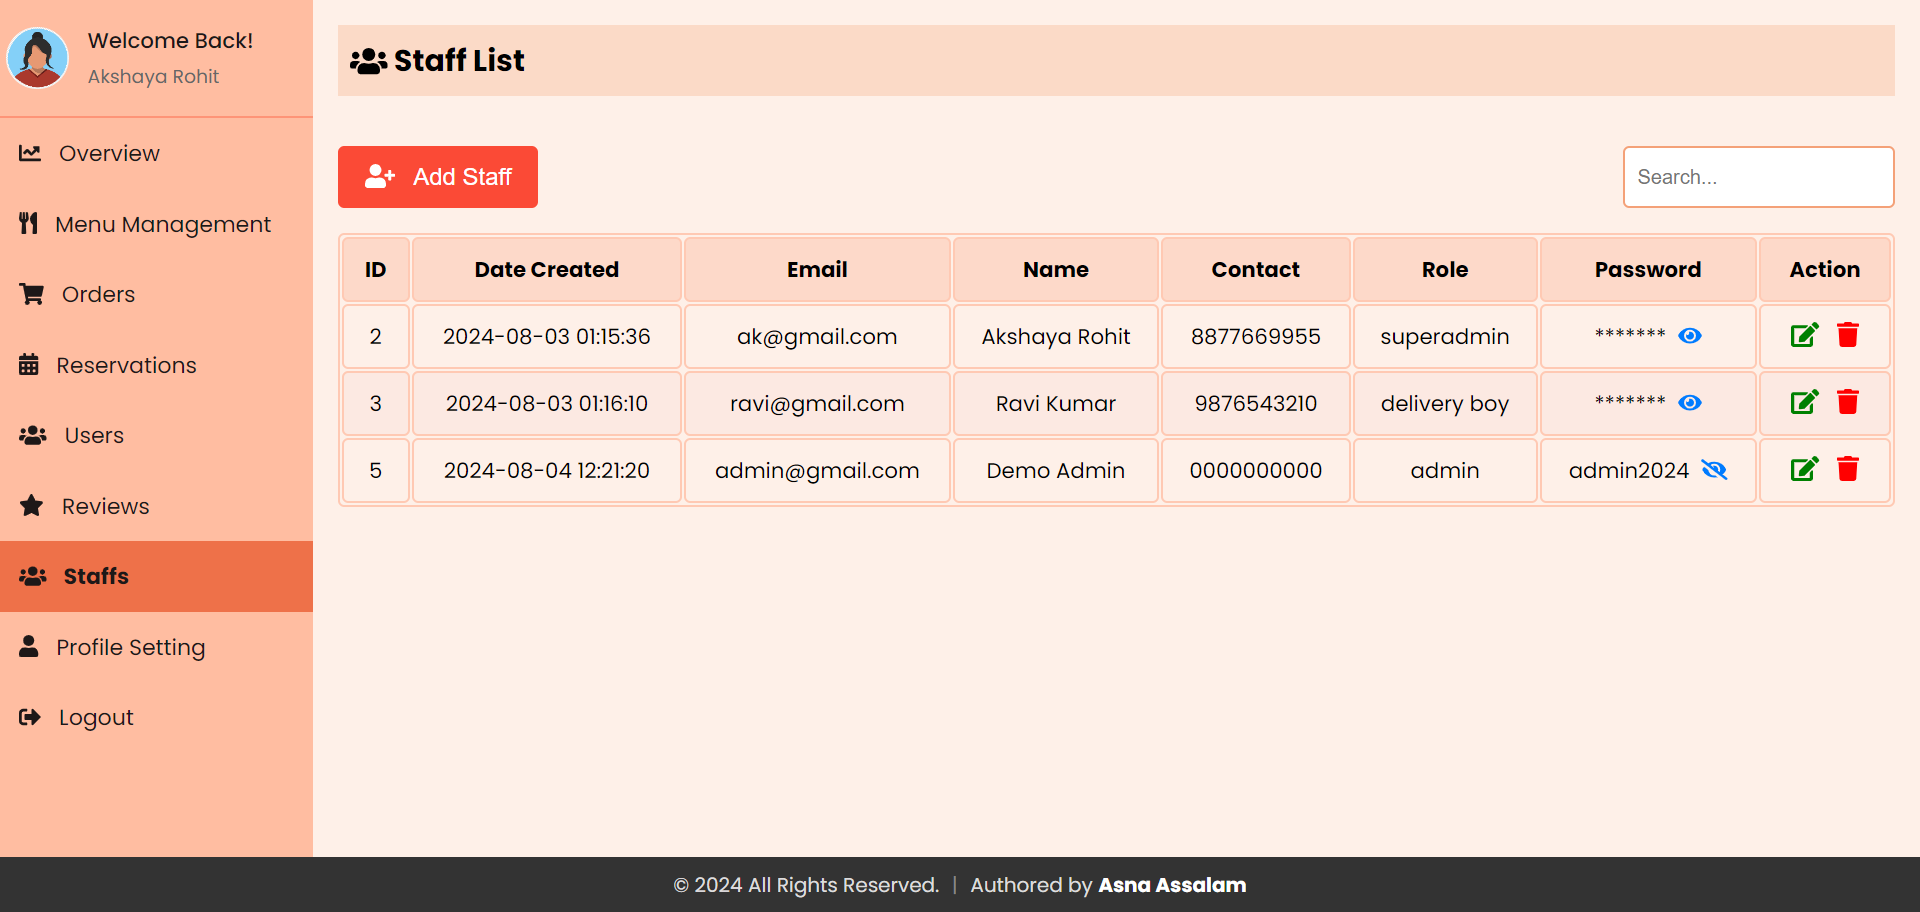 Welcome Back!
Akshaya Rohit
Overview
Menu Management
Orders
Reservations
Users
Reviews
Staffs
Profile Setting
Logout
Staff List
Add Staff
Search...
ID Date Created Email Name Contact Role Password Action
2 2024-08-03 01:15:36 ak@gmail.com Akshaya Rohit 8877669955 superadmin *******
3 2024-08-03 01:16:10 ravi@gmail.com Ravi Kumar 9876543210 delivery boy *******
5 2024-08-04 12:21:20 admin@gmail.com Demo Admin 0000000000 admin admin2024
© 2024 All Rights Reserved. | Authored by Asna Assalam